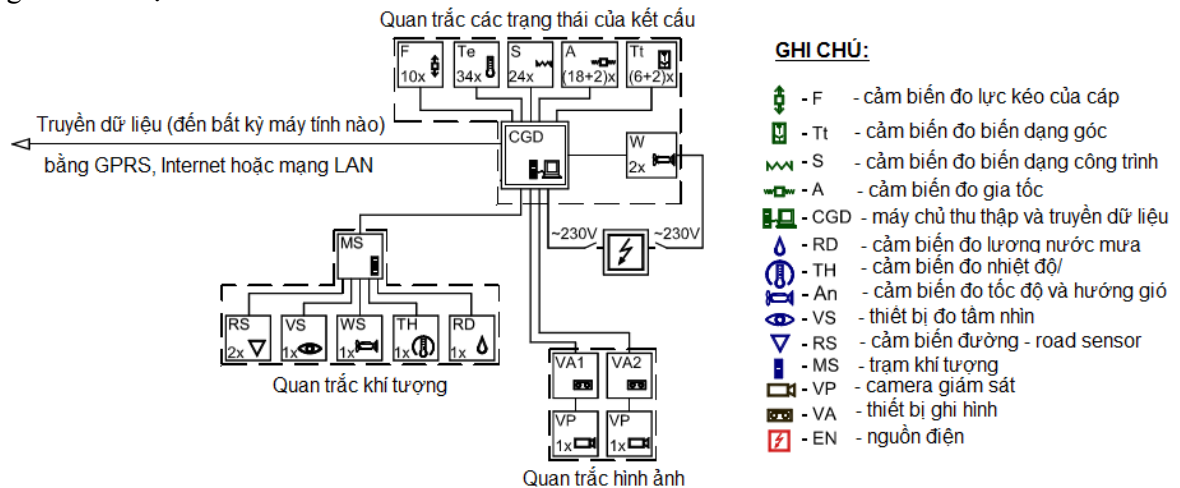 Quan trắc các trạng thái của kết cấu
F Te S A Tt
10x 34x 24x (18+2)x (6+2)x
Truyền dữ liệu (đến bất kỳ máy tính nào)
bằng GPRS, Internet hoặc mạng LAN
CGD
W
2x
~230V ~230V
MS
RS VS WS TH RD
2x 1x 1x 1x 1x
Quan trắc khí tượng
VA1 VA2
VP VP
1x 1x
Quan trắc hình ảnh
GHI CHÚ:
- F - cảm biến đo lực kéo của cáp
- Tt - cảm biến đo biến dạng góc
- S - cảm biến đo biến dạng công trình
- A - cảm biến đo gia tốc
- CGD - máy chủ thu thập và truyền dữ liệu
- RD - cảm biến đo lượng nước mưa
- TH - cảm biến đo nhiệt độ/
- An - cảm biến đo tốc độ và hướng gió
- VS - thiết bị đo tầm nhìn
- RS - cảm biến đường - road sensor
- MS - trạm khí tượng
- VP - camera giám sát
- VA - thiết bị ghi hình
- EN - nguồn điện